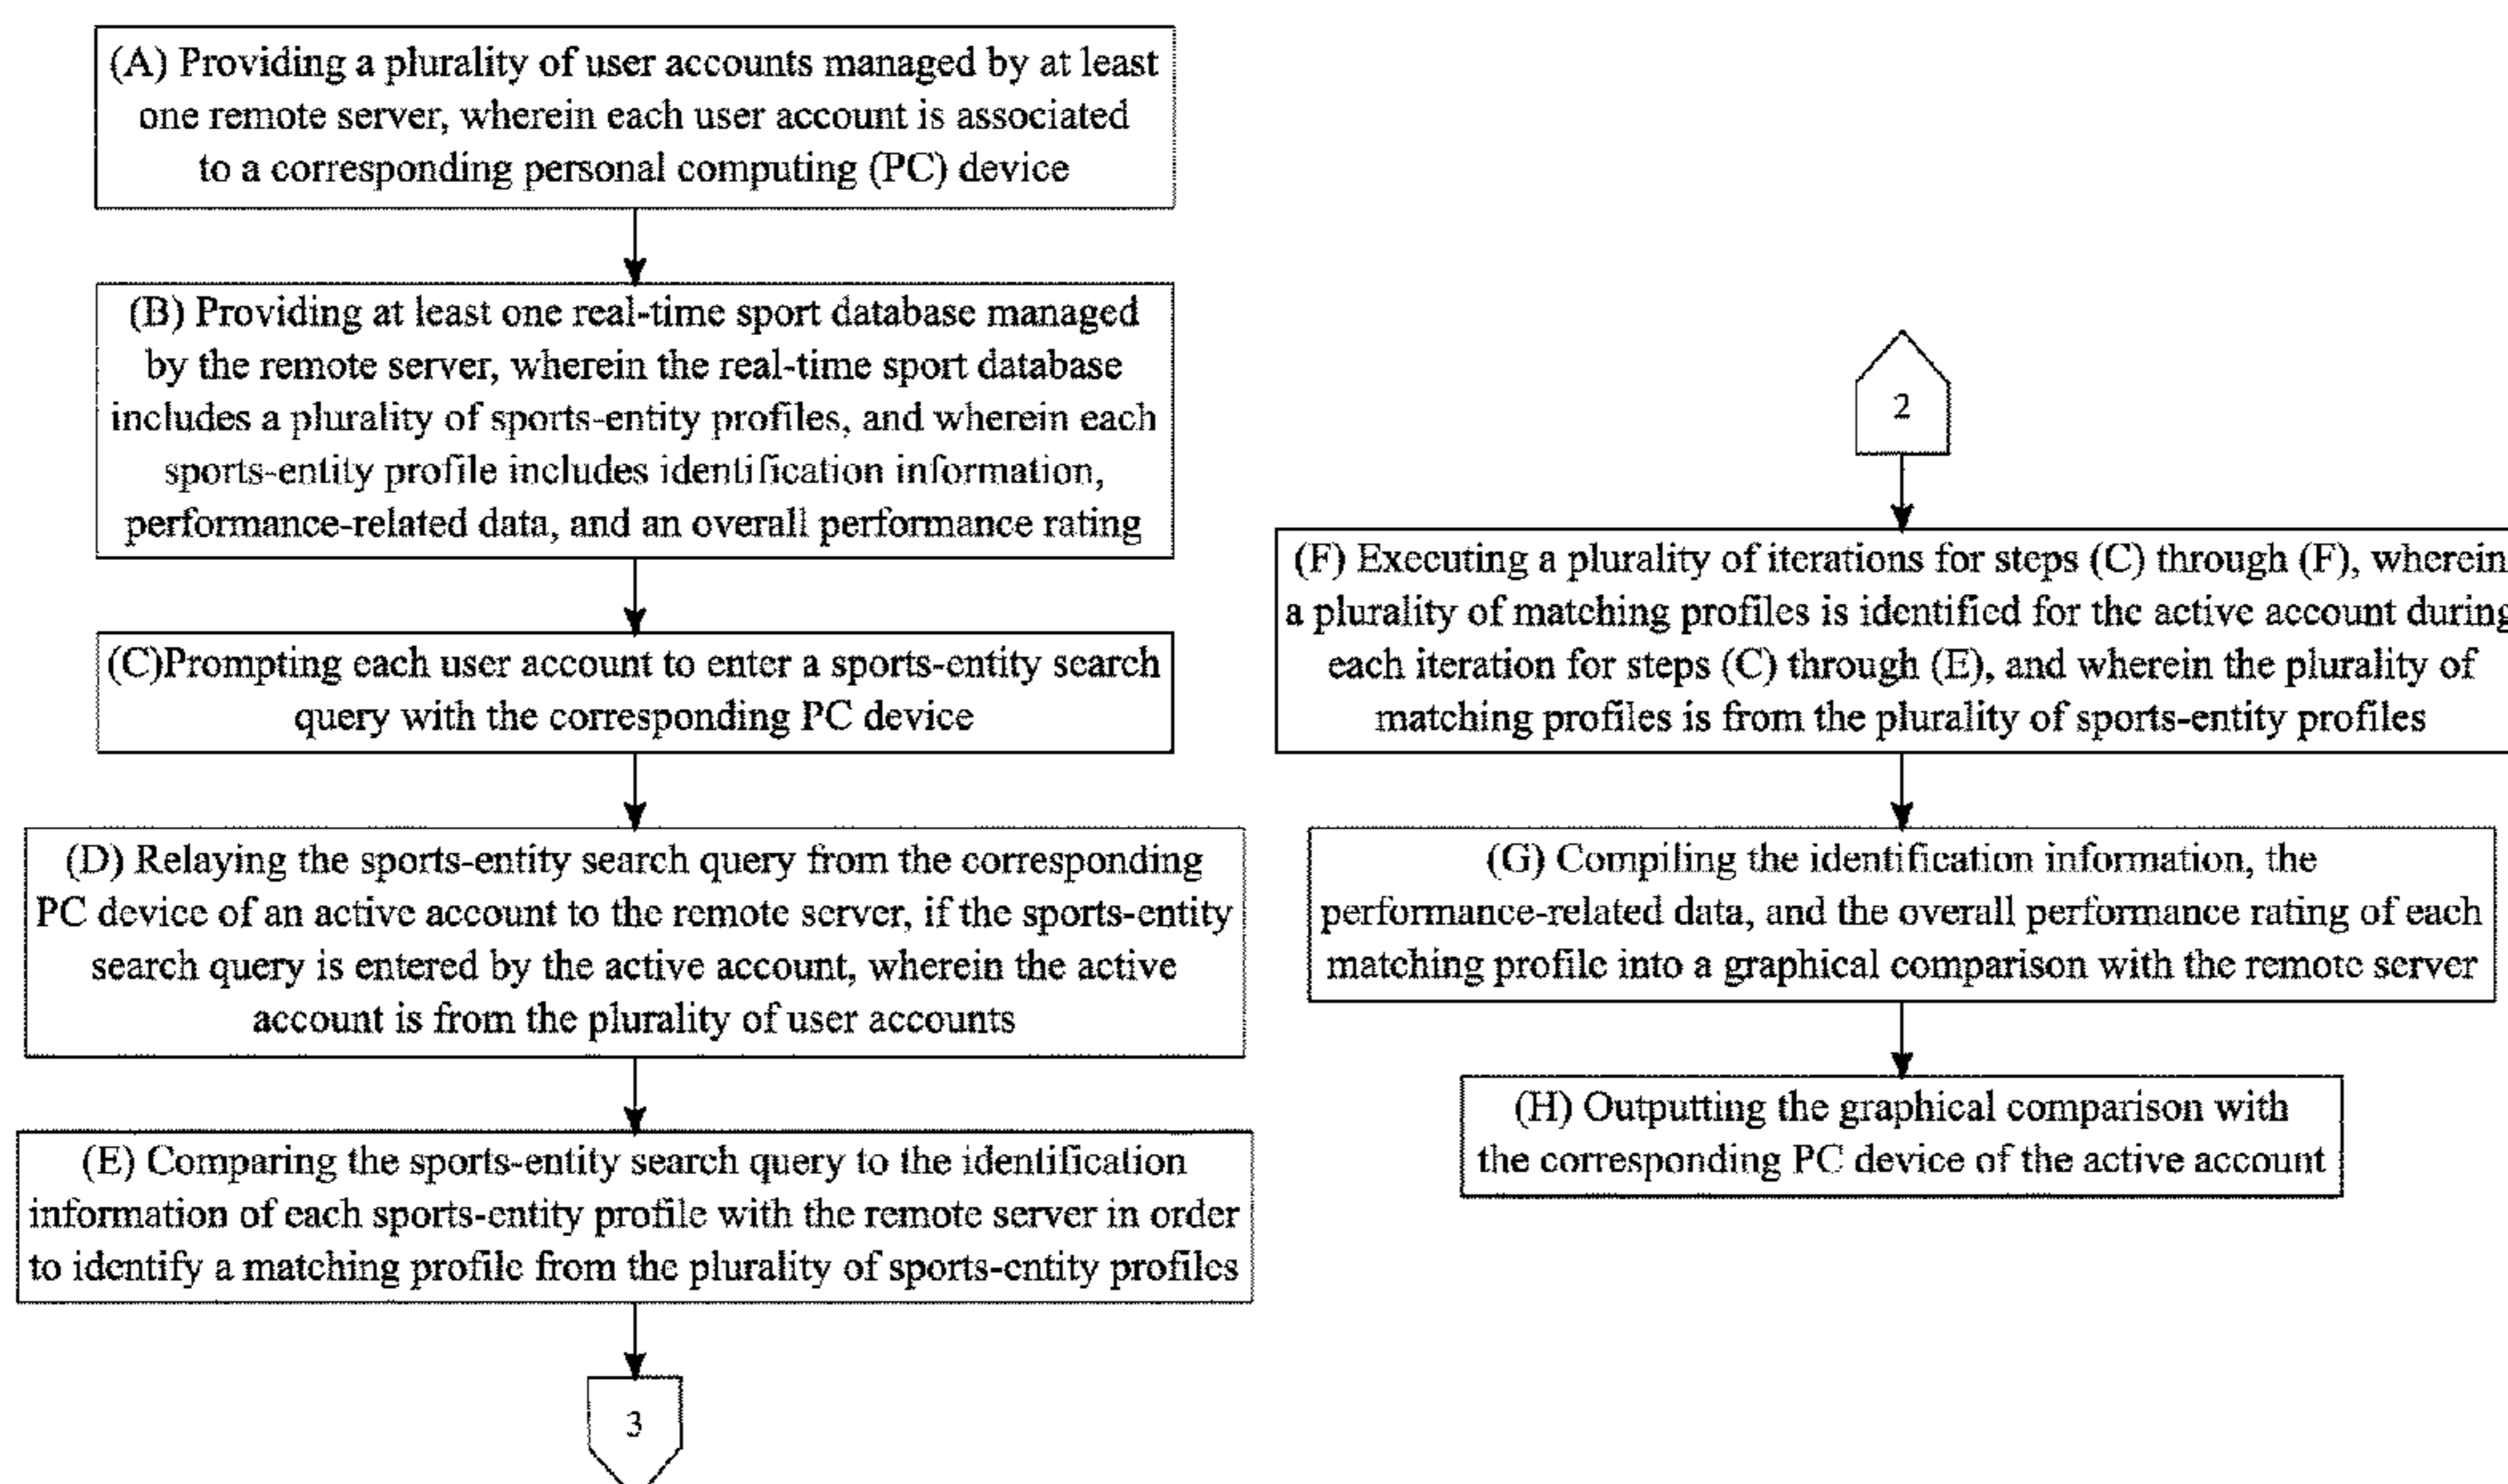 (A) Providing a plurality of user accounts managed by at least
one remote server, wherein each user account is associated
to a corresponding personal computing (PC) device
(B) Providing at least one real-time sport database managed
by the remote server, wherein the real-time sport database
includes a plurality of sports-entity profiles, and wherein each
sports-entity profile includes identification information,
performance-related data, and an overall performance rating
(C)Prompting each user account to enter a sports-entity search
query with the corresponding PC device
(D) Relaying the sports-entity search query from the corresponding
PC device of an active account to the remote server, if the sports-entity
search query is entered by the active account, wherein the active
account is from the plurality of user accounts
(E) Comparing the sports-entity search query to the identification
information of each sports-entity profile with the remote server in order
to identify a matching profile from the plurality of sports-entity profiles
3
2
(F) Executing a plurality of iterations for steps (C) through (F), wherein
a plurality of matching profiles is identified for the active account during
each iteration for steps (C) through (E), and wherein the plurality of
matching profiles is from the plurality of sports-entity profiles
(G) Compiling the identification information, the
performance-related data, and the overall performance rating of each
matching profile into a graphical comparison with the remote server
(H) Outputting the graphical comparison with
the corresponding PC device of the active account